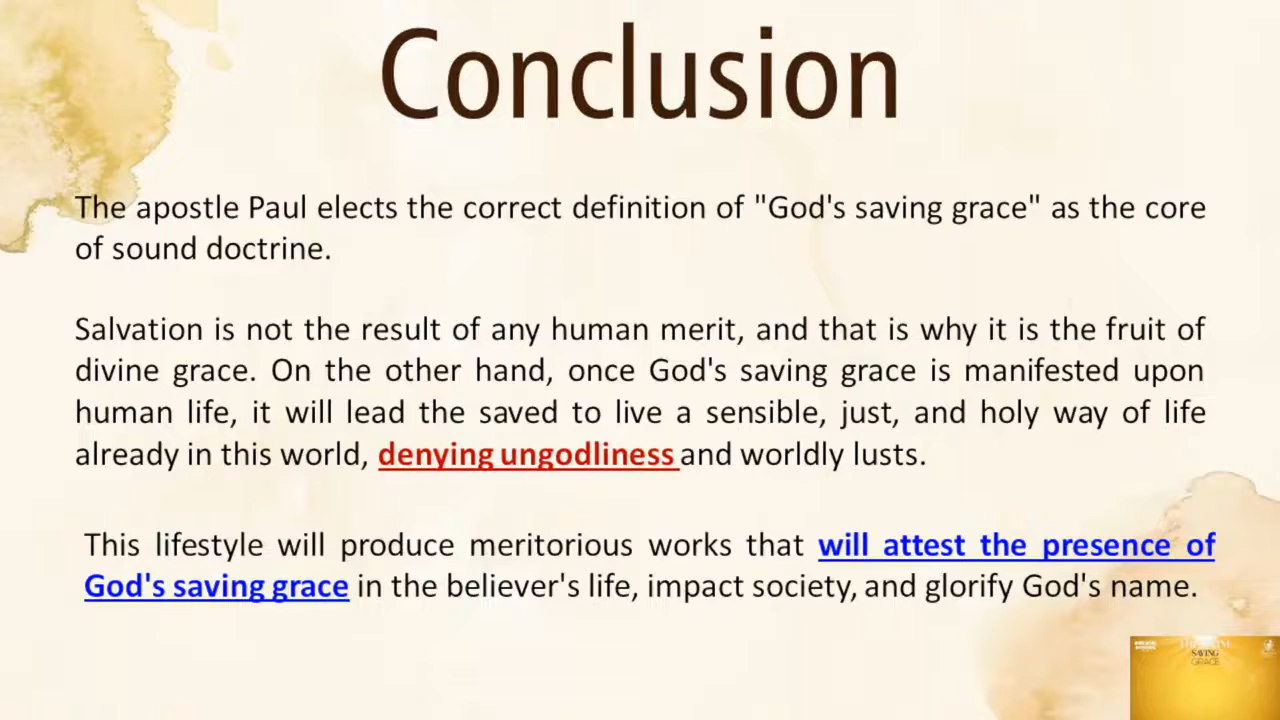 Conclusion
The apostle Paul elects the correct definition of "God's saving grace" as the core
of sound doctrine.
Salvation is not the result of any human merit, and that is why it is the fruit of
divine grace. On the other hand, once God's saving grace is manifested upon
human life, it will lead the saved to live a sensible, just, and holy way of life
already in this world, denying ungodliness and worldly lusts.
This lifestyle will produce meritorious works that will attest the presence of
God's saving grace in the believer's life, impact society, and glorify God's name.
SAVING
GRACE